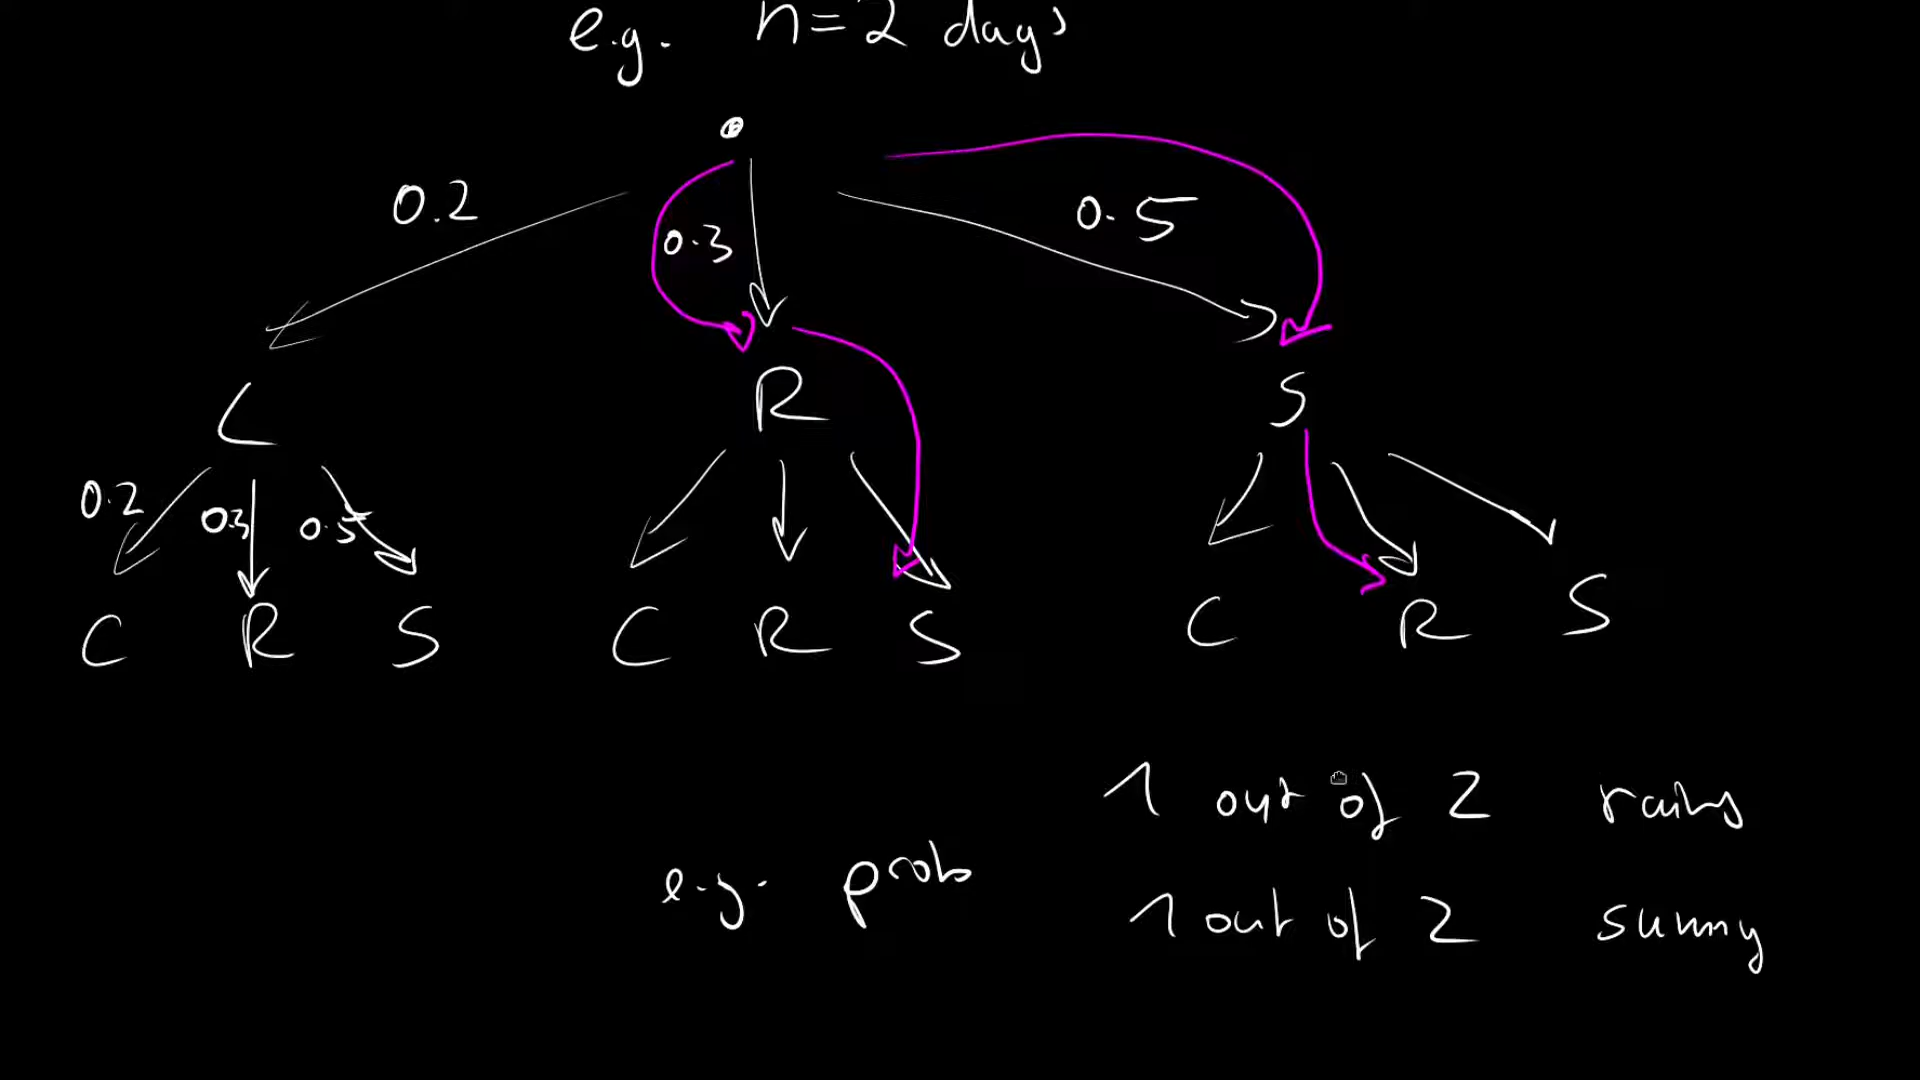 e.g. n=2 days
0.2 0.3 0.5
C R S
0.2 0.3 0.5
C R S C R S C R S
1 out of 2 rains
e.g. prob
1 out of 2 sunny